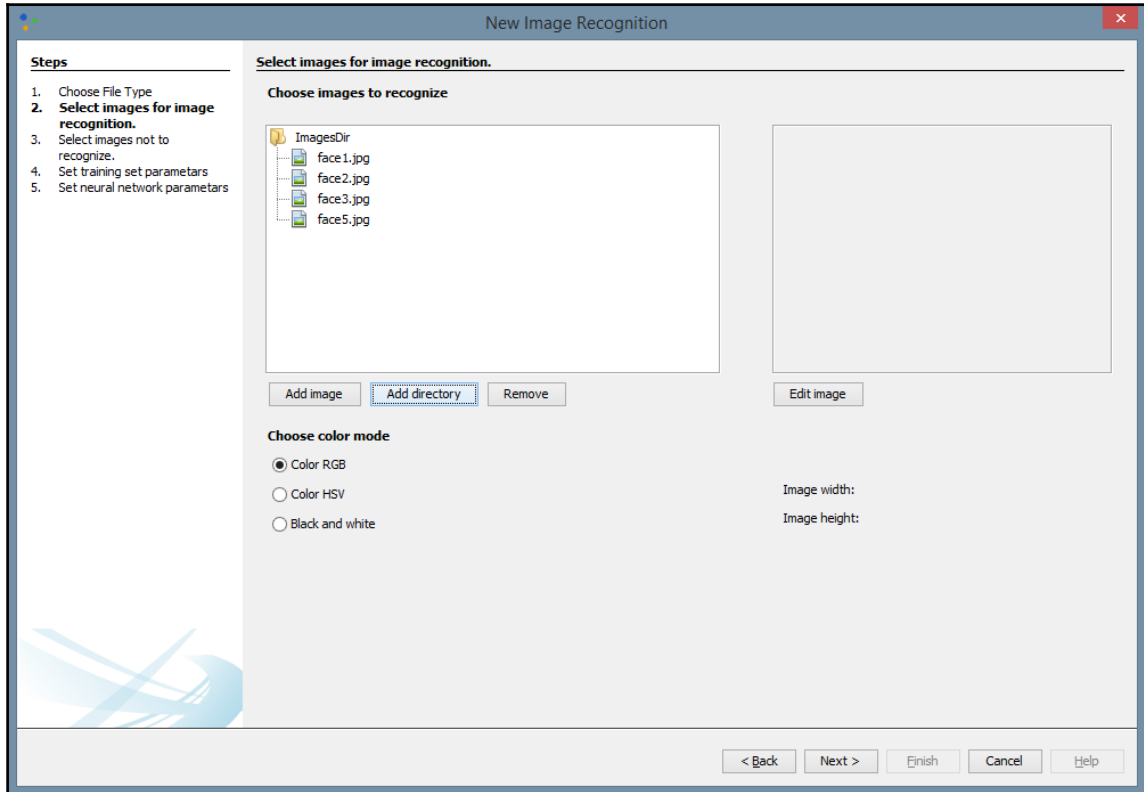 New Image Recognition
Steps
1. Choose File Type
2. Select images for image
recognition.
3. Select images not to
recognize.
4. Set training set parametars
5. Set neural network parametars
Select images for image recognition.
Choose images to recognize
ImagesDir
face1.jpg
face2.jpg
face3.jpg
face5.jpg
Add image Add directory Remove
Edit image
Choose color mode
Color RGB
Color HSV
Black and white
Image width:
Image height:
< Back Next > Finish Cancel Help